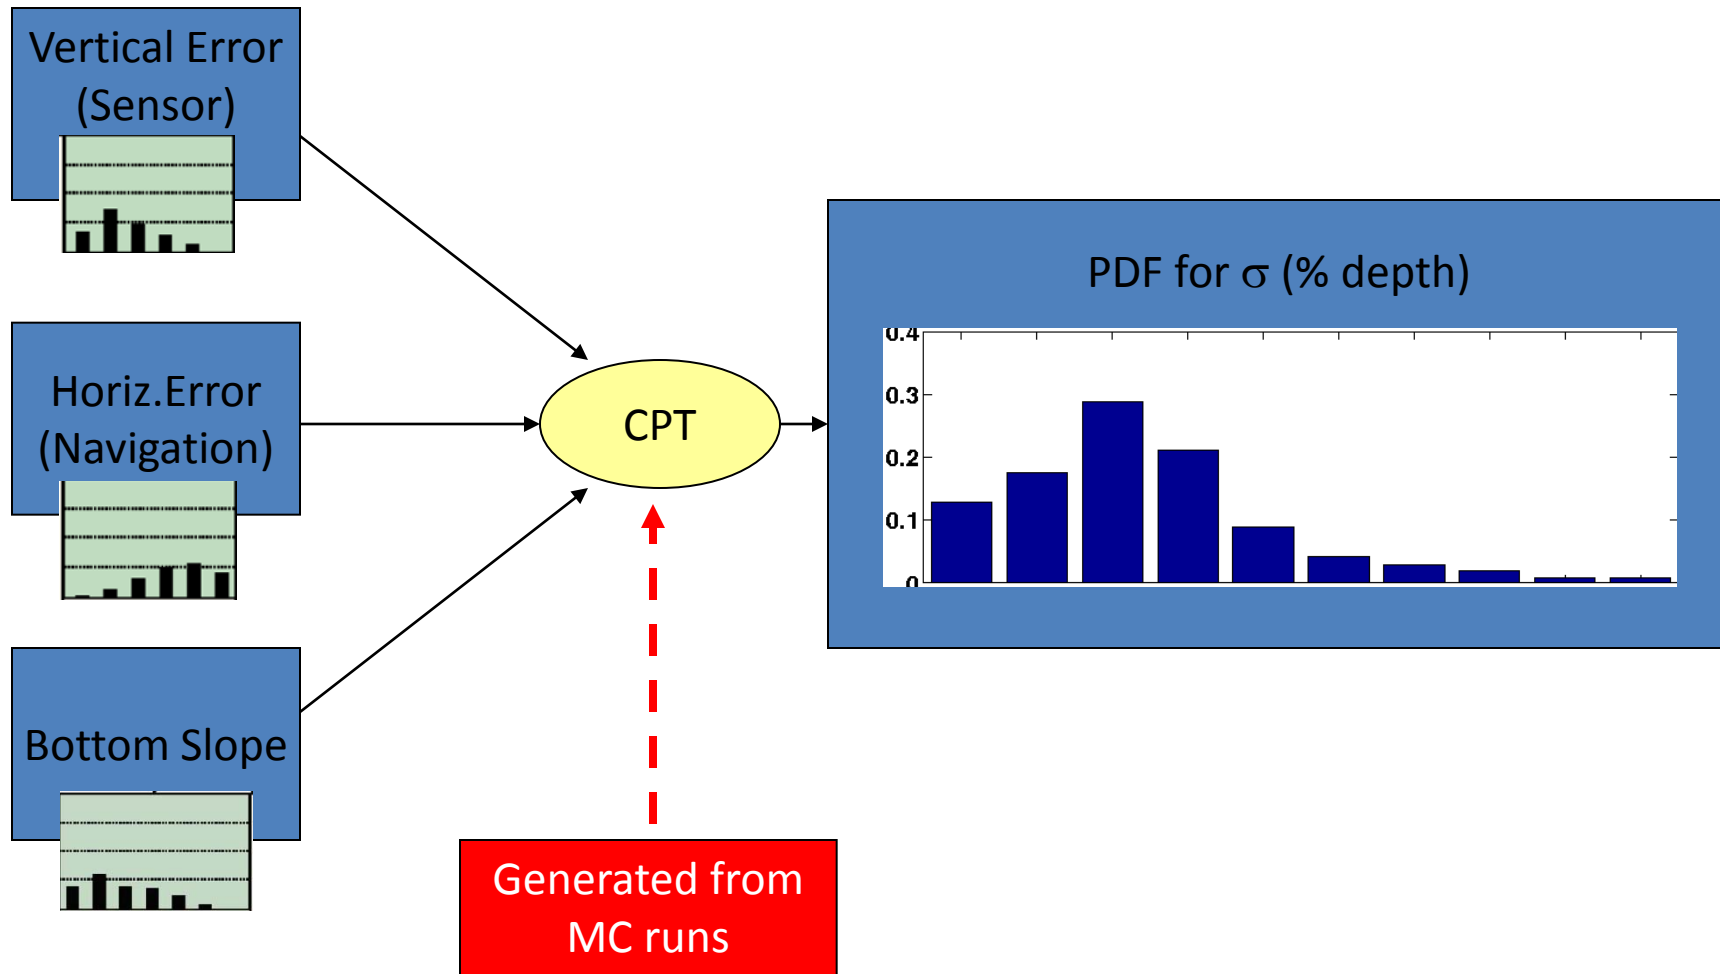 Vertical Error
(Sensor)
Horiz.Error
(Navigation)
Bottom Slope
CPT
Generated from
MC runs
PDF for σ (% depth)
0.4
0.3
0.2
0.1
0